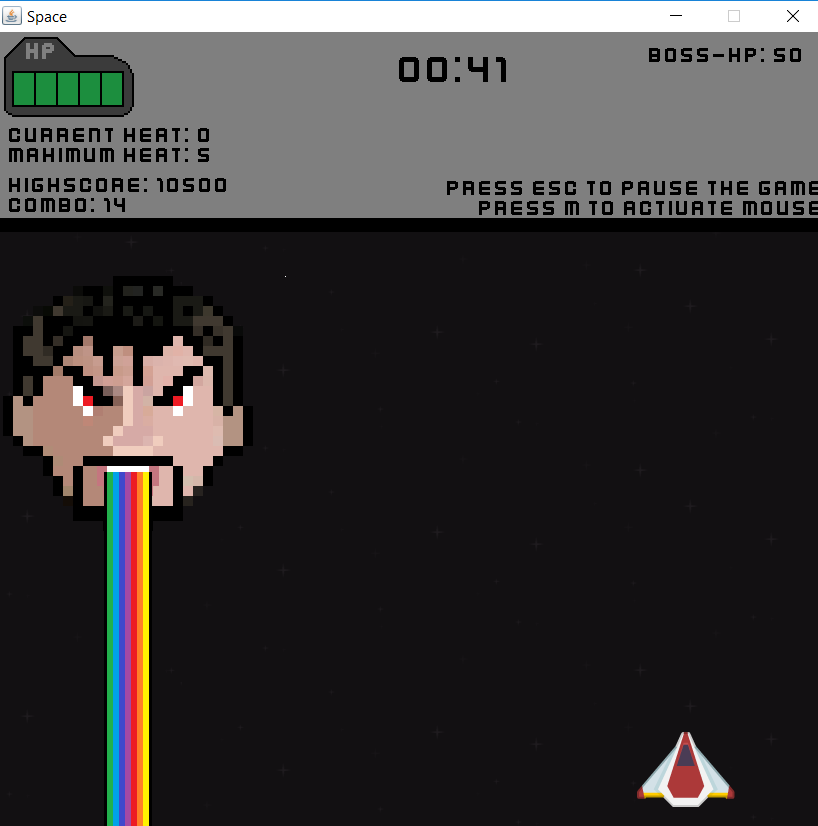 Space
HP
00:41
BOSS-HP: 50
CURRENT HEAT: 0
MAHIMUM HEAT: 5
HIGHSCORE: 10500
COMBO: 14
PRESS ESC TO PAUSE THE GAME
PRESS M TO ACTIVATE MOUSE